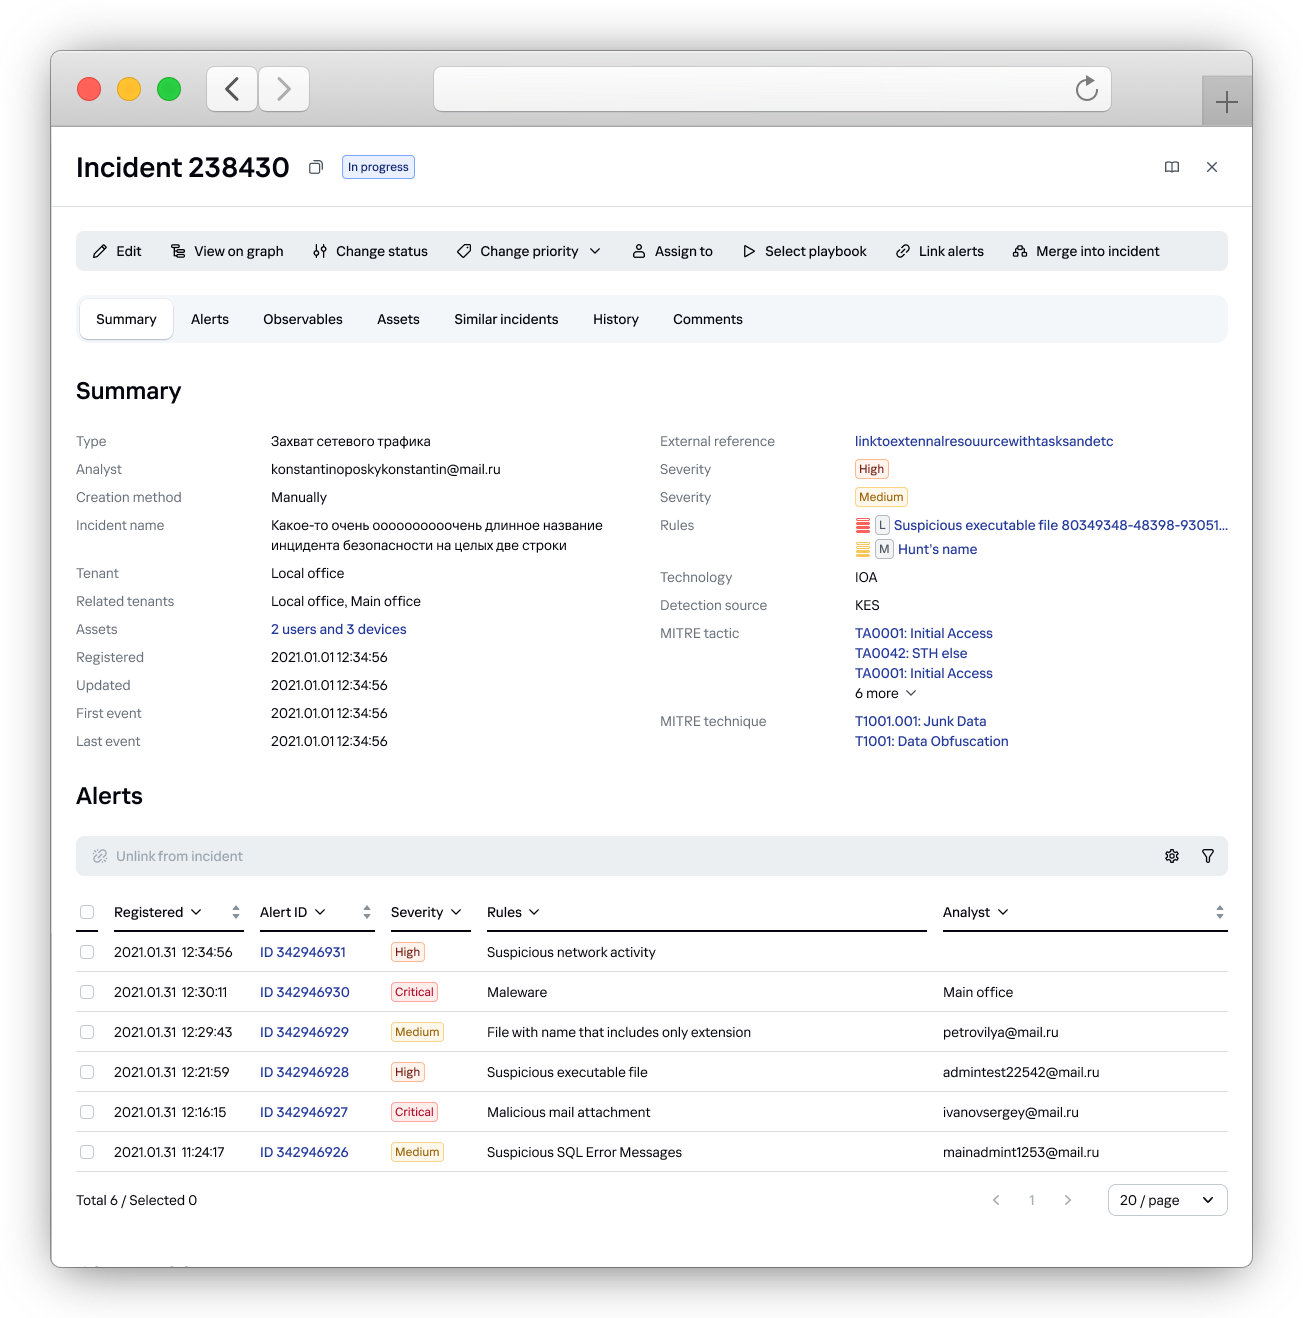 Incident 238430
In progress
Edit
View on graph
Change status
Change priority
Assign to
Select playbook
Link alerts
Merge into incident
Summary
Alerts
Observables
Assets
Similar incidents
History
Comments
Summary
Type
Захват сетевого трафика
Analyst
konstantinoposkykonstantin@mail.ru
Creation method
Manually
Incident name
Какое-то очень ооооооооооочень длинное название
инцидента безопасности на целых две строки
Tenant
Local office
Related tenants
Local office, Main office
Assets
2 users and 3 devices
Registered
2021.01.01 12:34:56
Updated
2021.01.01 12:34:56
First event
2021.01.01 12:34:56
Last event
2021.01.01 12:34:56
External reference
linktoextennalresouurcewithtasksandetc
Severity
High
Severity
Medium
Rules
L Suspicious executable file 80349348-48398-93051...
M Hunt's name
Technology
IOA
Detection source
KES
MITRE tactic
TA0001: Initial Access
TA0042: STH else
TA0001: Initial Access
6 more
MITRE technique
T1001.001: Junk Data
T1001: Data Obfuscation
Alerts
Unlink from incident
Registered Alert ID Severity Rules Analyst
2021.01.31 12:34:56 ID 342946931 High Suspicious network activity
2021.01.31 12:30:11 ID 342946930 Critical Maleware Main office
2021.01.31 12:29:43 ID 342946929 Medium File with name that includes only extension petrovilya@mail.ru
2021.01.31 12:21:59 ID 342946928 High Suspicious executable file admintest22542@mail.ru
2021.01.31 12:16:15 ID 342946927 Critical Malicious mail attachment ivanovsergey@mail.ru
2021.01.31 11:24:17 ID 342946926 Medium Suspicious SQL Error Messages mainadmint1253@mail.ru
Total 6 / Selected 0
1
20 / page